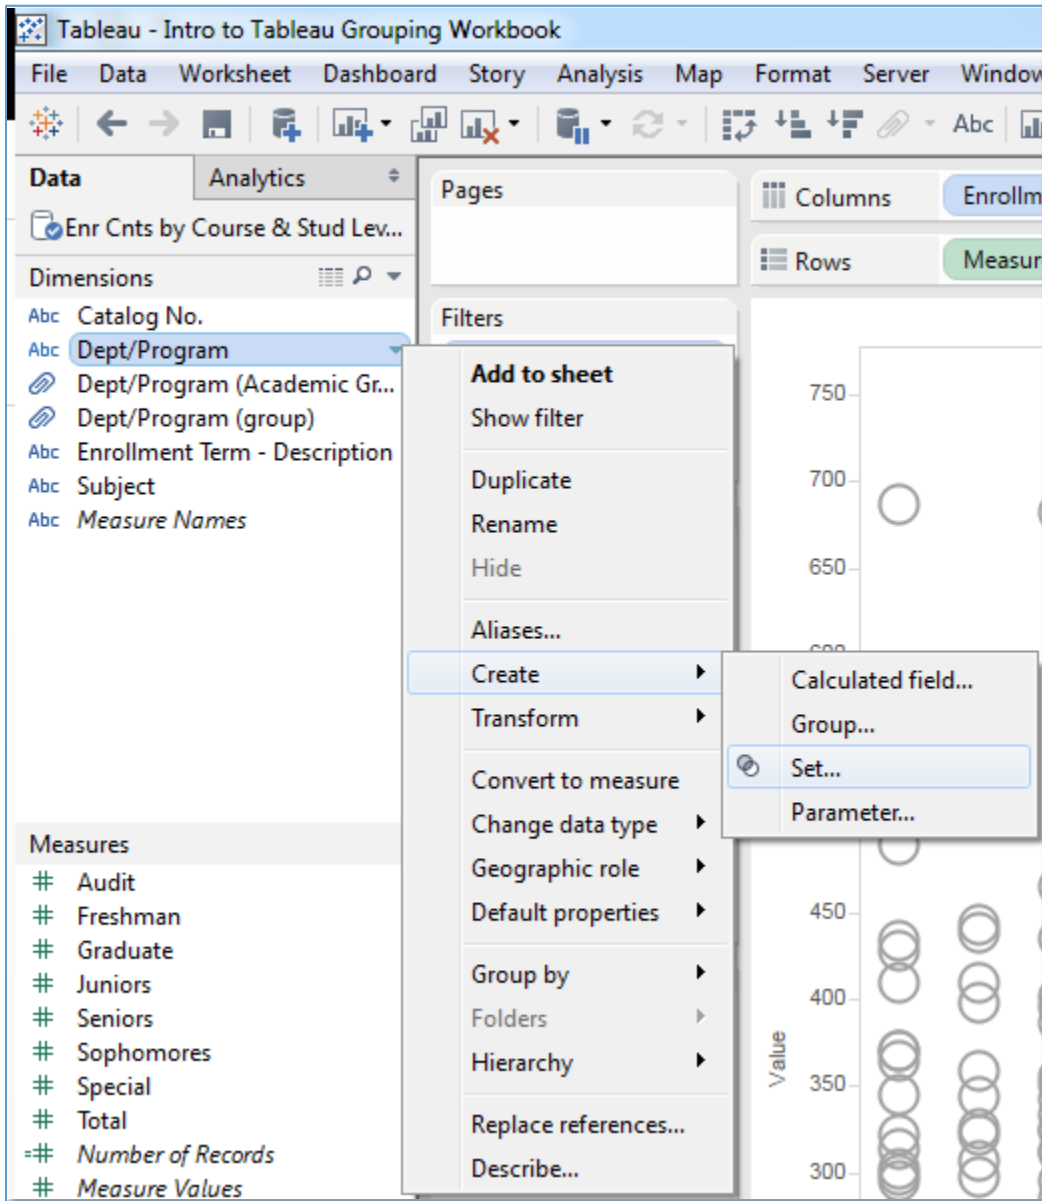 Tableau - Intro to Tableau Grouping Workbook
File Data Worksheet Dashboard Story Analysis Map Format Server Window
Abc
Data Analytics
Enr Cnts by Course & Stud Lev...
Dimensions
Abc Catalog No.
Abc Dept/Program
Dept/Program (Academic Gr...
Dept/Program (group)
Abc Enrollment Term - Description
Abc Subject
Abc Measure Names
Measures
# Audit
# Freshman
# Graduate
# Juniors
# Seniors
# Sophomores
# Special
# Total
=# Number of Records
# Measure Values
Pages
Filters
Columns Enrollm
Rows Measur
Add to sheet
Show filter
Duplicate
Rename
Hide
Aliases...
Create
Transform
Convert to measure
Change data type
Geographic role
Default properties
Group by
Folders
Hierarchy
Replace references...
Describe...
Calculated field...
Group...
Set...
Parameter...
750
700
650
450
400
350
300
Value